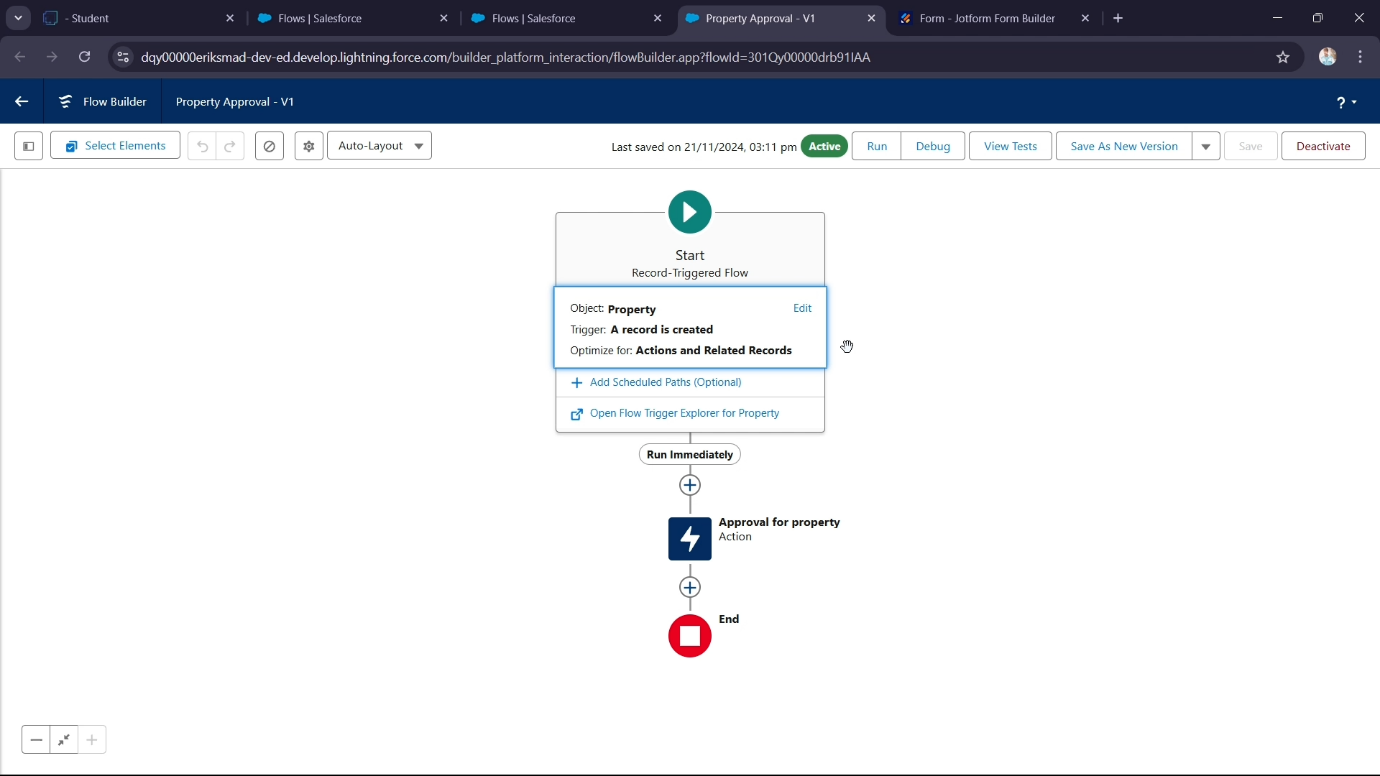 - Student
Flows | Salesforce
Flows | Salesforce
Property Approval - V1
Form - Jotform Form Builder
dqy00000eriksmad-dev-ed.develop.lightning.force.com/builder_platform_interaction/flowBuilder.app?flowId=301Qy00000drb91IAA
Flow Builder
Property Approval - V1
?
Select Elements
Auto-Layout
Last saved on 21/11/2024, 03:11 pm
Active
Run
Debug
View Tests
Save As New Version
Save
Deactivate
Start
Record-Triggered Flow
Object: Property
Edit
Trigger: A record is created
Optimize for: Actions and Related Records
Add Scheduled Paths (Optional)
Open Flow Trigger Explorer for Property
Run Immediately
Approval for property
Action
End